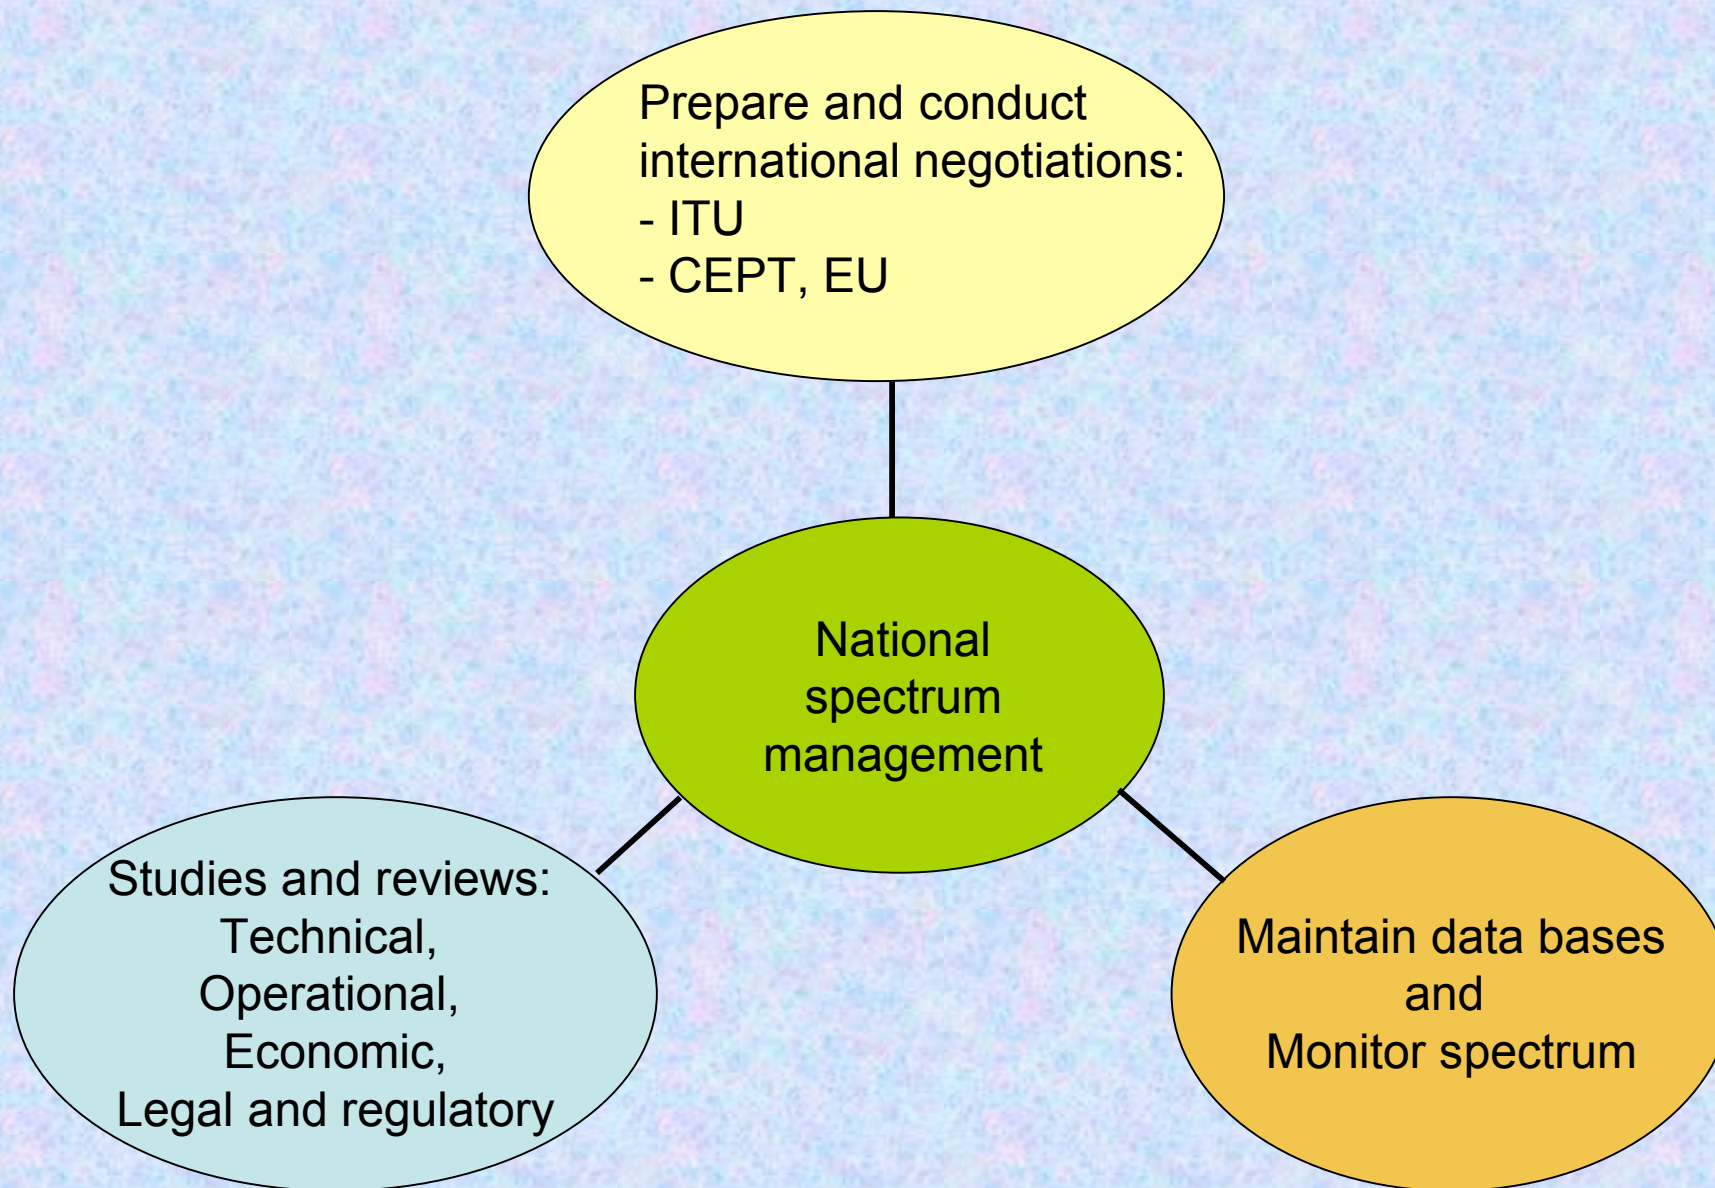 Prepare and conduct
international negotiations:
- ITU
- CEPT, EU
National
spectrum
management
Studies and reviews:
Technical,
Operational,
Economic,
Legal and regulatory
Maintain data bases
and
Monitor spectrum